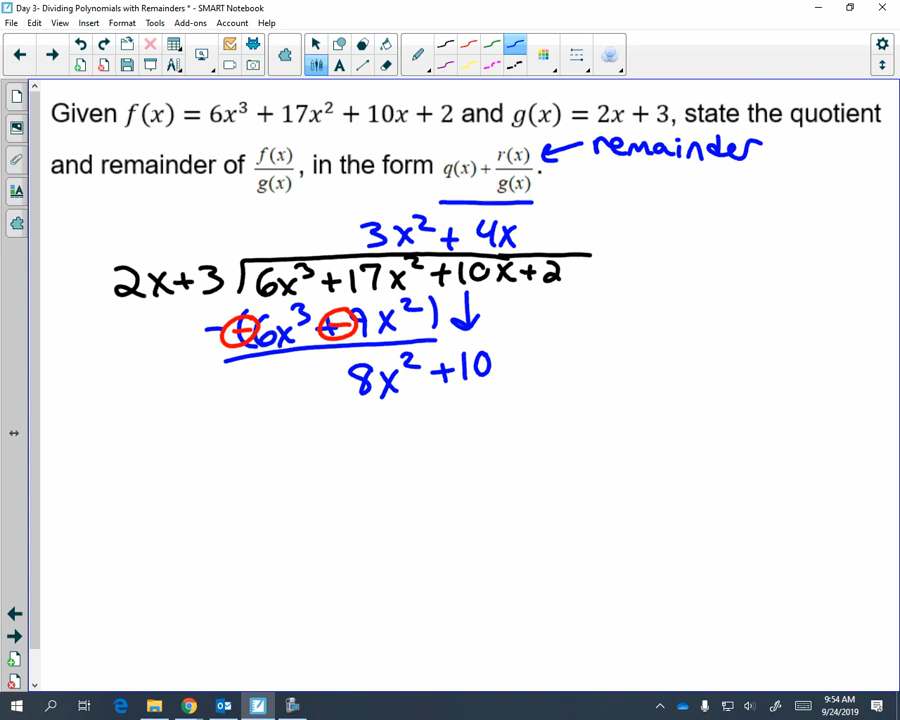 Day 3- Dividing Polynomials with Remainders * - SMART Notebook
File Edit View Insert Format Tools Add-ons Account Help
Given f(x) = 6x³ + 17x² + 10x + 2 and g(x) = 2x + 3, state the quotient
and remainder of f(x)/g(x), in the form q(x) + r(x)/g(x). ← remainder
3x² + 4x
2x+3 6x³ +17x² +10x +2
-(6x³ + 9x²) ↓
8x² +10
9:54 AM
9/24/2019